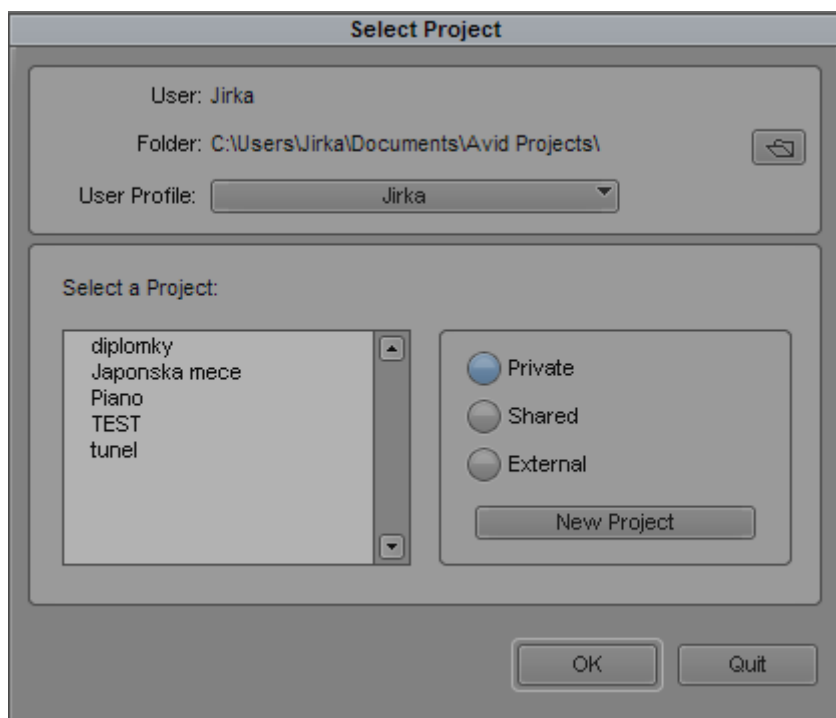 Select Project
User: Jirka
Folder: C:\Users\Jirka\Documents\Avid Projects\
User Profile: Jirka
Select a Project:
diplomky
Japonska mece
Piano
TEST
tunel
Private
Shared
External
New Project
OK Quit